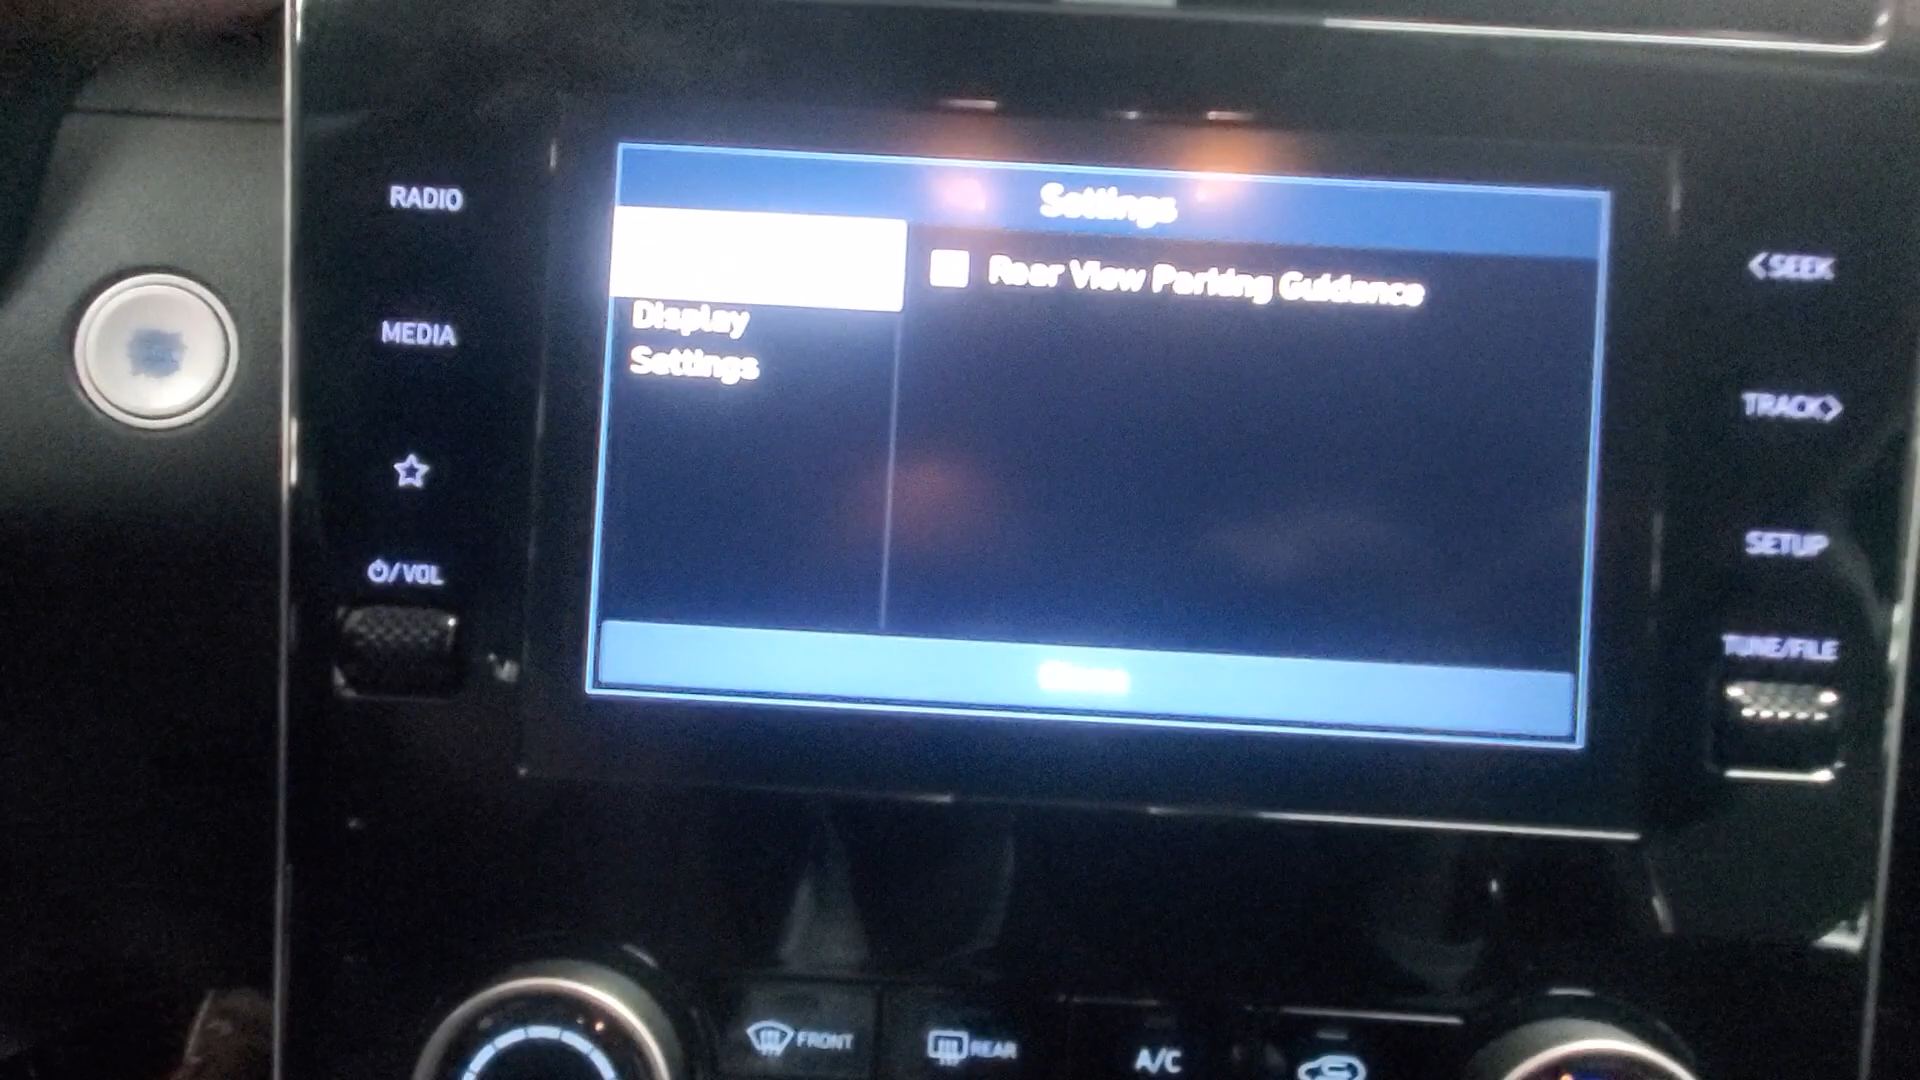 RADIO
MEDIA
/VOL
Settings
Rear View Parking Guidance
Display
Settings
<SEEK
TRACK>
SETUP
TUNE/FILE
FRONT
REAR
A/C